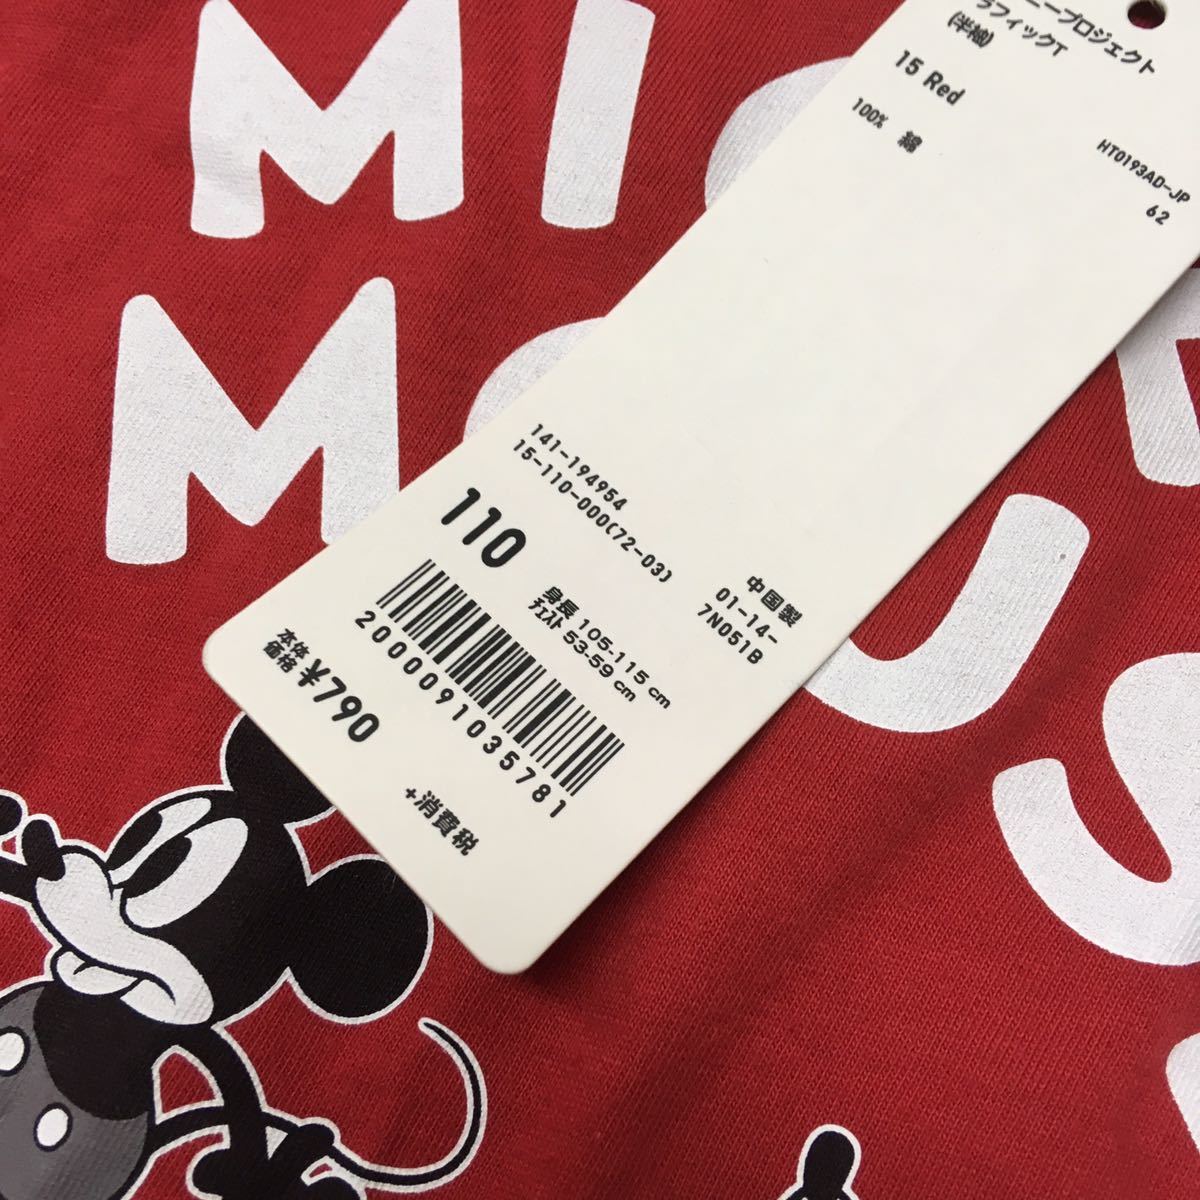 ニープロジェクト
ラフィックT
(半袖)
15 Red
100% 綿
HT0193AD-JP
62
141-194954
15-110-000(72-03)
110
身長 105-115 cm
チェスト 53-59 cm
中国製
01-14-
7N051B
2000091035781
本体
価格 ¥790
+消費税
MI
M
U
S